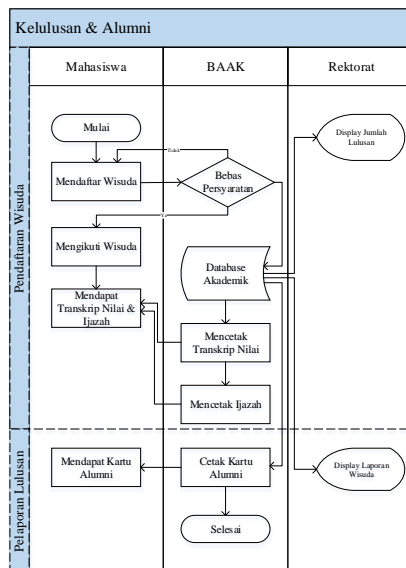 Kelulusan & Alumni
Mahasiswa
BAAK
Rektorat
Pendaftaran Wisuda
Mulai
Display Jumlah
Lulusan
Tidak
Mendaftar Wisuda
Bebas
Persyaratan
Ya
Mengikuti Wisuda
Database
Akademik
Mendapat
Transkrip Nilai &
Ijazah
Mencetak
Transkrip Nilai
Mencetak Ijazah
Pelaporan Lulusan
Mendapat Kartu
Alumni
Cetak Kartu
Alumni
Display Laporan
Wisuda
Selesai